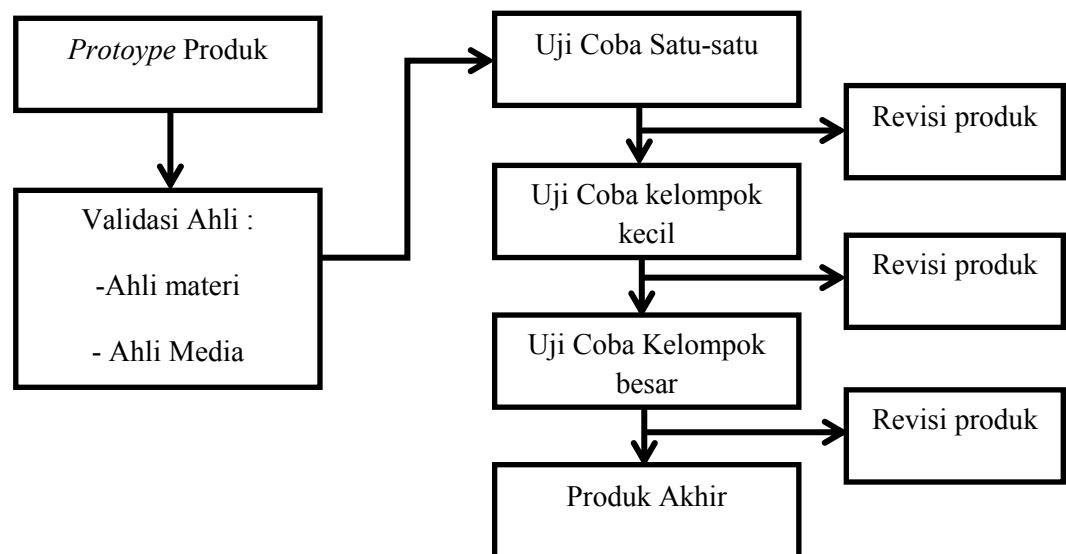 Protoype Produk
Validasi Ahli :
-Ahli materi
- Ahli Media
Uji Coba Satu-satu
Revisi produk
Uji Coba kelompok
kecil
Revisi produk
Uji Coba Kelompok
besar
Revisi produk
Produk Akhir